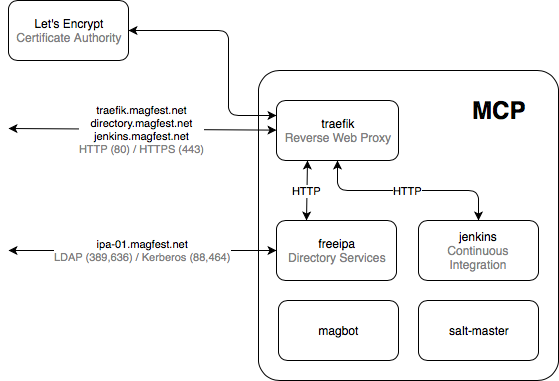 Let's Encrypt
Certificate Authority
MCP
traefik.magfest.net
directory.magfest.net
jenkins.magfest.net
HTTP (80) / HTTPS (443)
traefik
Reverse Web Proxy
HTTP
HTTP
ipa-01.magfest.net
LDAP (389,636) / Kerberos (88,464)
freeipa
Directory Services
jenkins
Continuous
Integration
magbot
salt-master